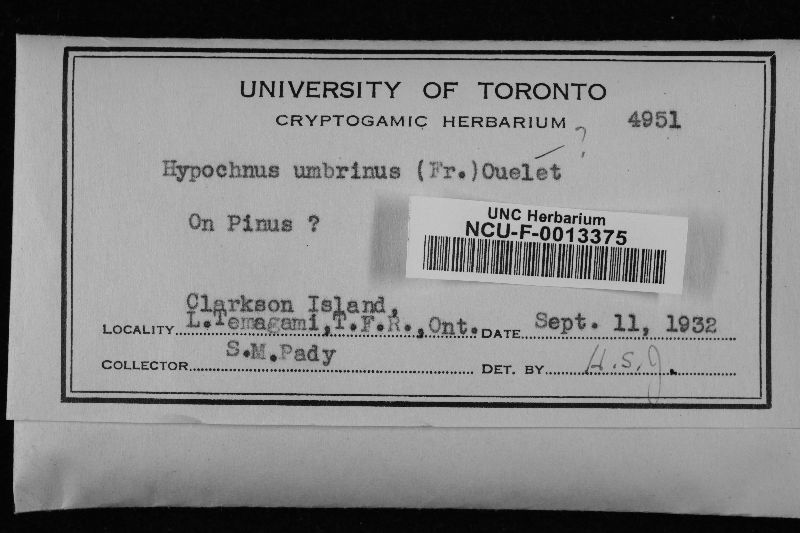 UNIVERSITY OF TORONTO
CRYPTOGAMIC HERBARIUM ? 4951
Hypochnus umbrinus (Fr.)Ouelet
On Pinus ?
UNC Herbarium
NCU-F-0013375
Clarkson Island,
LOCALITY L.Temagami,T.F.R.,Ont. DATE Sept. 11, 1932
COLLECTOR S.M.Pady DET. BY H.S.J.